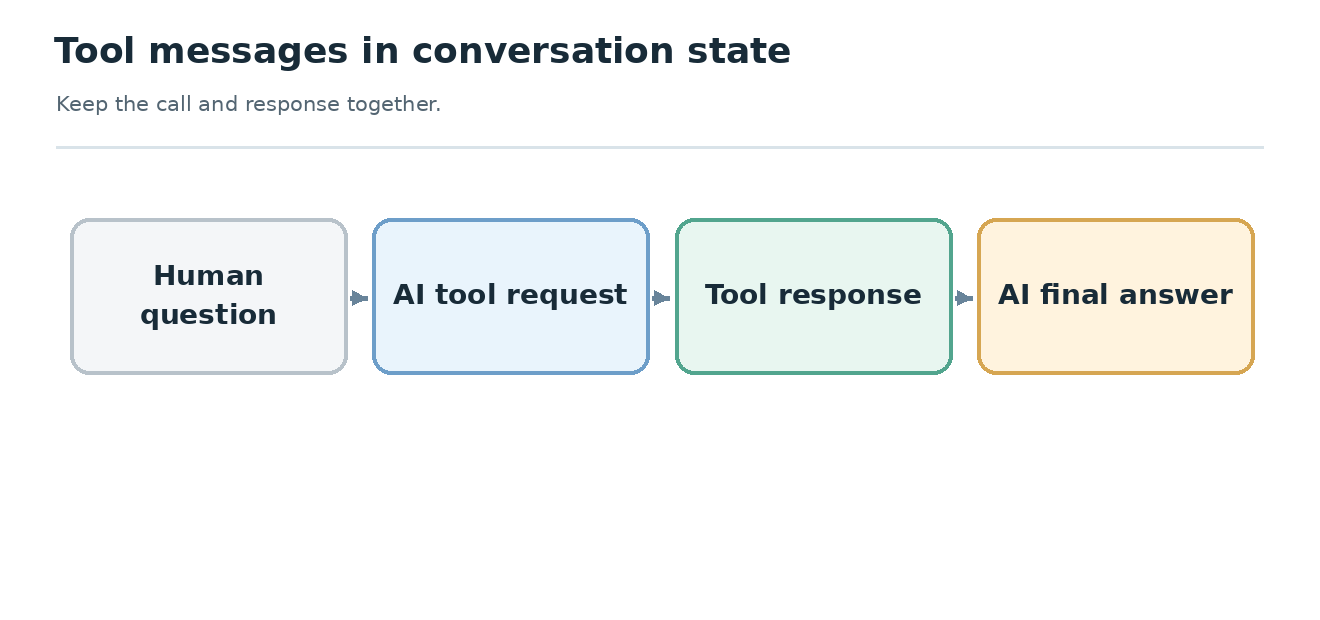 Tool messages in conversation state
Keep the call and response together.
Human
question
AI tool request
Tool response
AI final answer